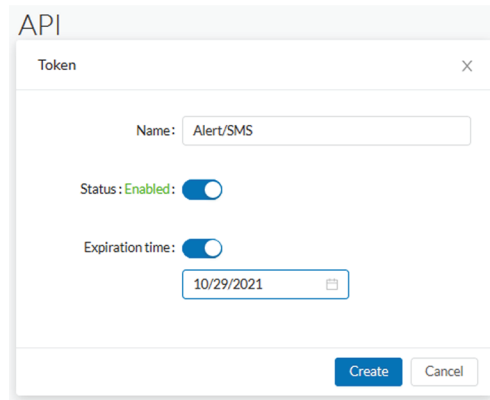 API
Token
Name: Alert/SMS
Status: Enabled:
Expiration time:
10/29/2021
Create Cancel